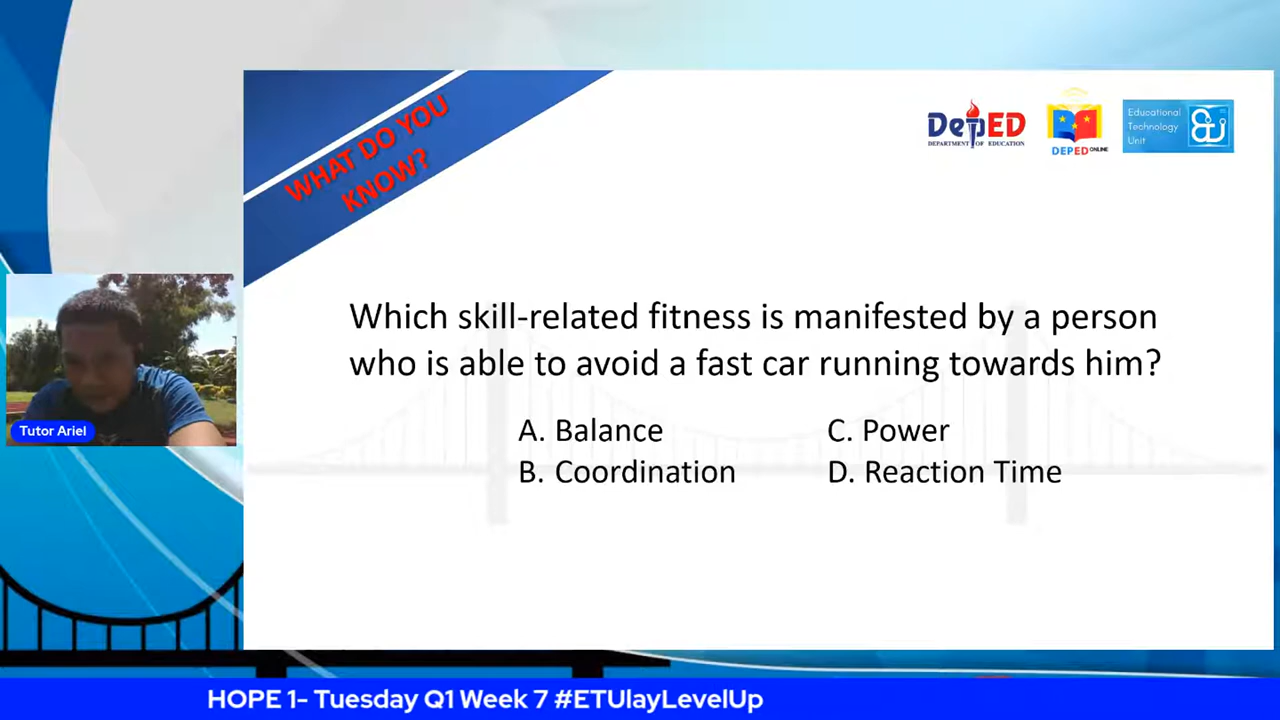 WHAT DO YOU
KNOW?
DepED
DEPARTMENT OF EDUCATION
DEPED ONLINE
Educational
Technology
Unit
Which skill-related fitness is manifested by a person
who is able to avoid a fast car running towards him?
A. Balance
B. Coordination
C. Power
D. Reaction Time
Tutor Ariel
HOPE 1- Tuesday Q1 Week 7 #ETUlayLevelUp